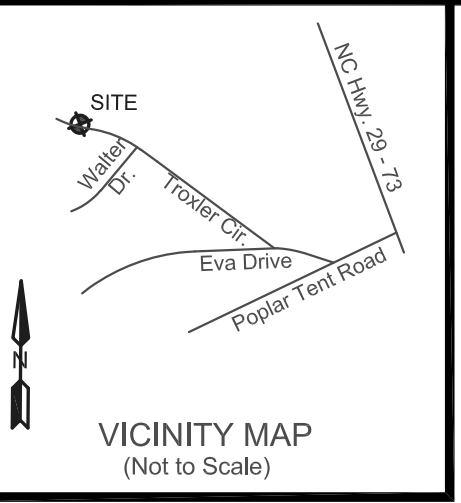 SITE
NC Hwy. 29 - 73
Walter
Dr.
Troxler Cir.
Eva Drive
Poplar Tent Road
N
VICINITY MAP
(Not to Scale)